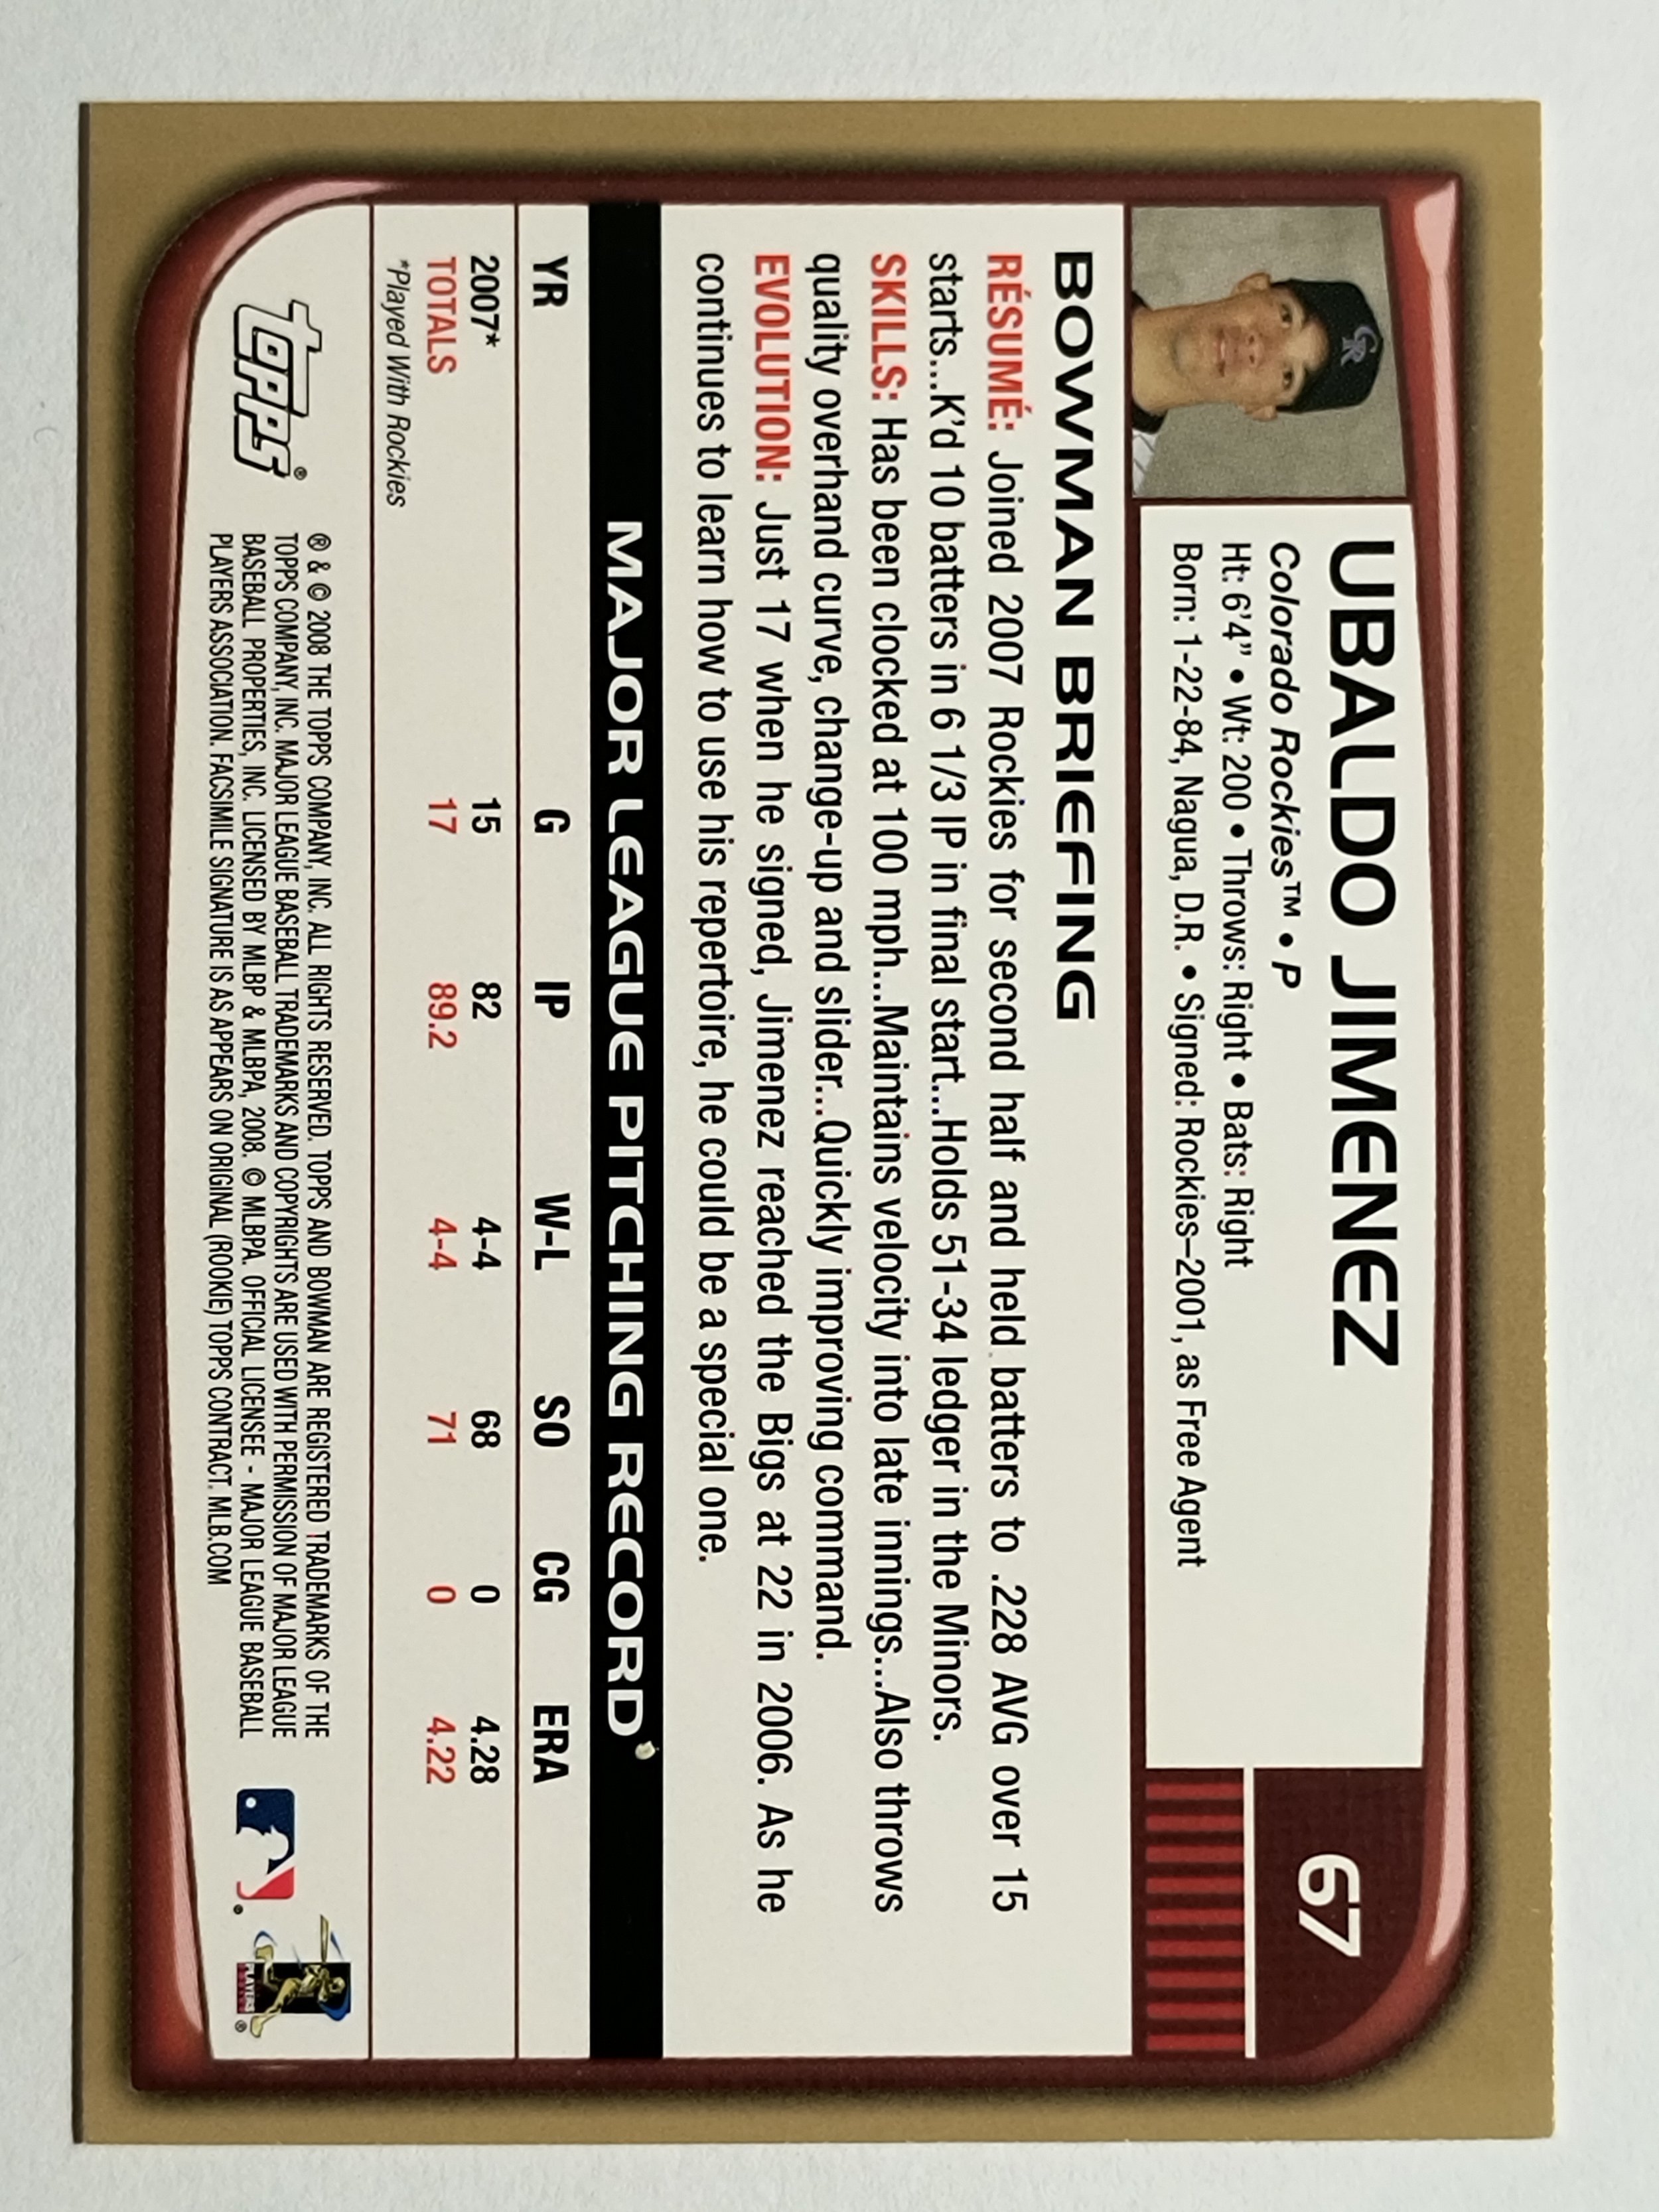 UBALDO JIMENEZ
67
Colorado Rockies™ • P
Ht: 6'4" • Wt: 200 • Throws: Right • Bats: Right
Born: 1-22-84, Nagua, D.R. • Signed: Rockies–2001, as Free Agent
BOWMAN BRIEFING
RÉSUMÉ: Joined 2007 Rockies for second half and held batters to .228 AVG over 15
starts...K'd 10 batters in 6 1/3 IP in final start...Holds 51-34 ledger in the Minors.
SKILLS: Has been clocked at 100 mph...Maintains velocity into late innings...Also throws
quality overhand curve, change-up and slider...Quickly improving command.
EVOLUTION: Just 17 when he signed, Jimenez reached the Bigs at 22 in 2006. As he
continues to learn how to use his repertoire, he could be a special one.
MAJOR LEAGUE PITCHING RECORD
YR G IP W-L SO CG ERA
2007* 15 82 4-4 68 0 4.28
TOTALS 17 89.2 4-4 71 0 4.22
*Played With Rockies
topps®
® & © 2008 THE TOPPS COMPANY, INC. ALL RIGHTS RESERVED. TOPPS AND BOWMAN ARE REGISTERED TRADEMARKS OF THE
TOPPS COMPANY, INC. MAJOR LEAGUE BASEBALL TRADEMARKS AND COPYRIGHTS ARE USED WITH PERMISSION OF MAJOR LEAGUE
BASEBALL PROPERTIES, INC. LICENSED BY MLBP & MLBPA, 2008. © MLBPA. OFFICIAL LICENSEE - MAJOR LEAGUE BASEBALL
PLAYERS ASSOCIATION. FACSIMILE SIGNATURE IS AS APPEARS ON ORIGINAL (ROOKIE) TOPPS CONTRACT. MLB.COM
PLAYERS
CR